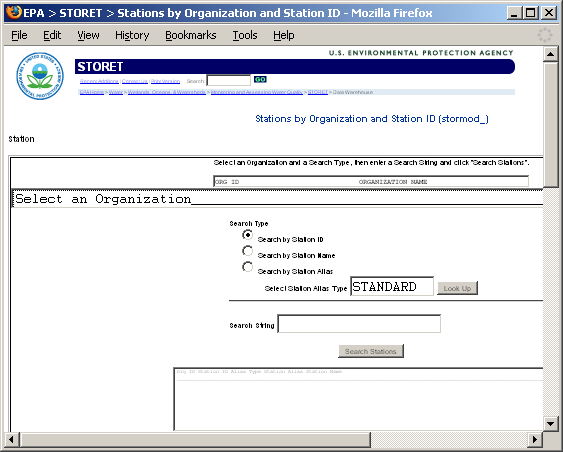 EPA > STORET > Stations by Organization and Station ID - Mozilla Firefox
File Edit View History Bookmarks Tools Help
U.S. ENVIRONMENTAL PROTECTION AGENCY
STORET
Recent Additions | Contact Us | Print Version Search: GO
EPA Home > Water > Wetlands, Oceans, & Watersheds > Monitoring and Assessing Water Quality > STORET > Data Warehouse
Stations by Organization and Station ID (stormod_)
Station
Select an Organization and a Search Type, then enter a Search String and click "Search Stations".
ORG ID ORGANIZATION NAME
Select an Organization
Search Type
Search by Station ID
Search by Station Name
Search by Station Alias
Select Station Alias Type STANDARD Look Up
Search String
Search Stations
Org ID Station ID Alias Type Station Alias Station Name